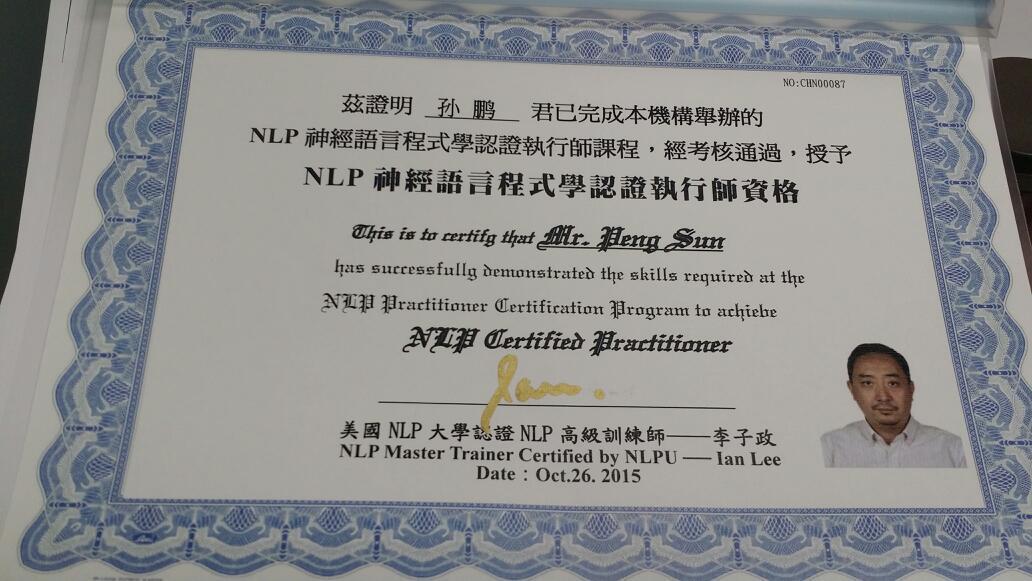 NO:CHN00087
茲證明 孙 鹏 君已完成本機構舉辦的
NLP 神經語言程式學認證執行師課程，經考核通過，授予
NLP 神經語言程式學認證執行師資格
This is to certifg that Mr. Peng Sun
has successfully demonstrated the skills required at the
NLP Practitioner Certification Program to achiebe
NLP Certified Practitioner
美國 NLP 大學認證 NLP 高級訓練師——李子政
NLP Master Trainer Certified by NLPU —— Ian Lee
Date：Oct.26. 2015